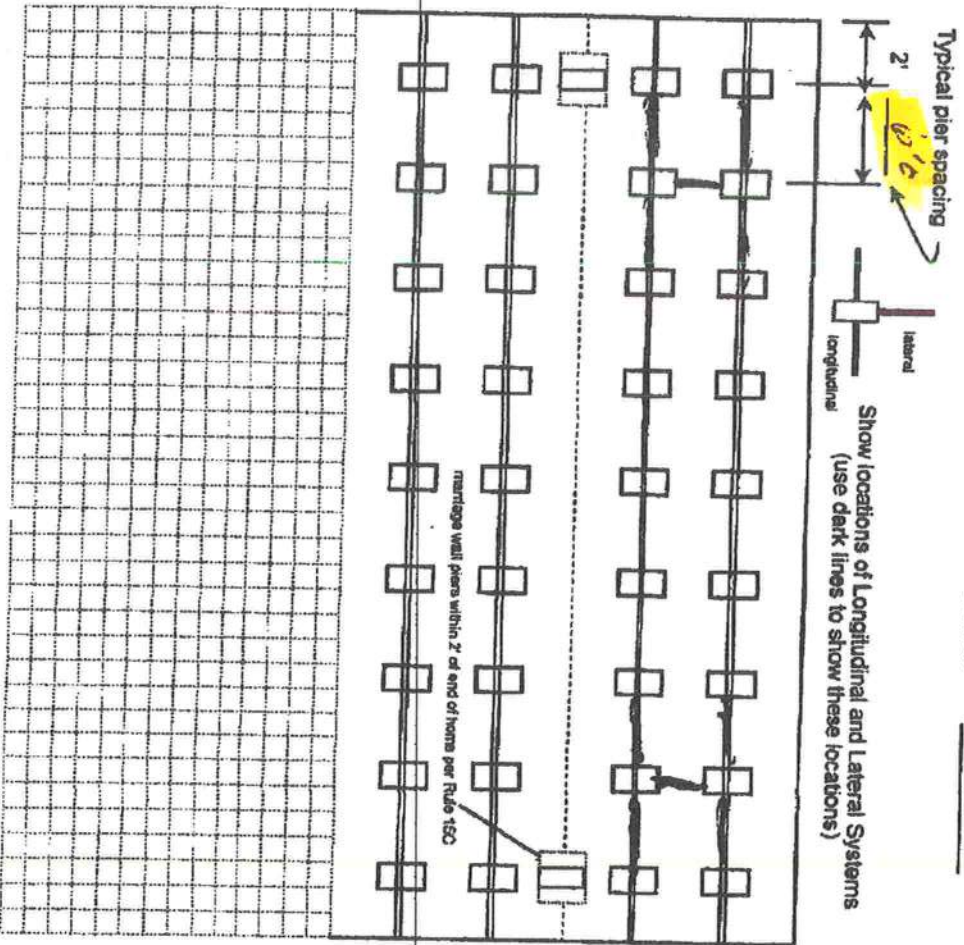 Typical pier spacing
2'
lateral
longitudinal
Show locations of Longitudinal and Lateral Systems
(use dark lines to show these locations)
marriage wall piers within 2' of end of home per Rule 15C